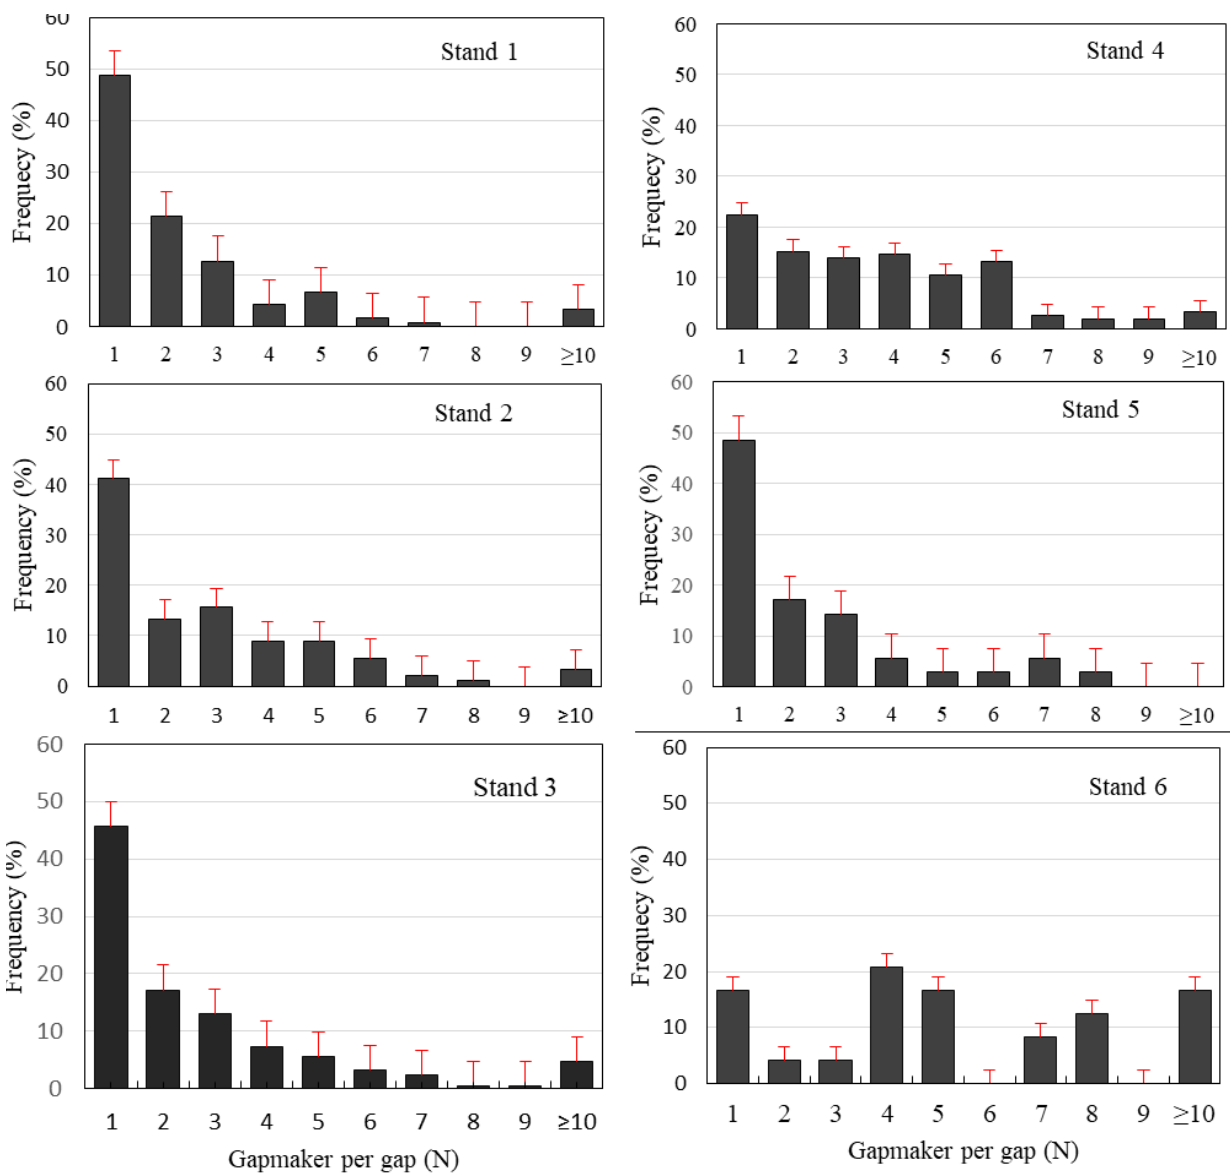 60
50
40
30
20
10
0
Frequecy (%)
Stand 1
1 2 3 4 5 6 7 8 9 ≥10
60
50
40
30
20
10
0
Frequecy (%)
Stand 4
1 2 3 4 5 6 7 8 9 ≥10
60
50
40
30
20
10
0
Frequency (%)
Stand 2
1 2 3 4 5 6 7 8 9 ≥10
60
50
40
30
20
10
0
Frequecy (%)
Stand 5
1 2 3 4 5 6 7 8 9 ≥10
60
50
40
30
20
10
0
Frequency (%)
Stand 3
1 2 3 4 5 6 7 8 9 ≥10
Gapmaker per gap (N)
60
50
40
30
20
10
0
Frequecy (%)
Stand 6
1 2 3 4 5 6 7 8 9 ≥10
Gapmaker per gap (N)